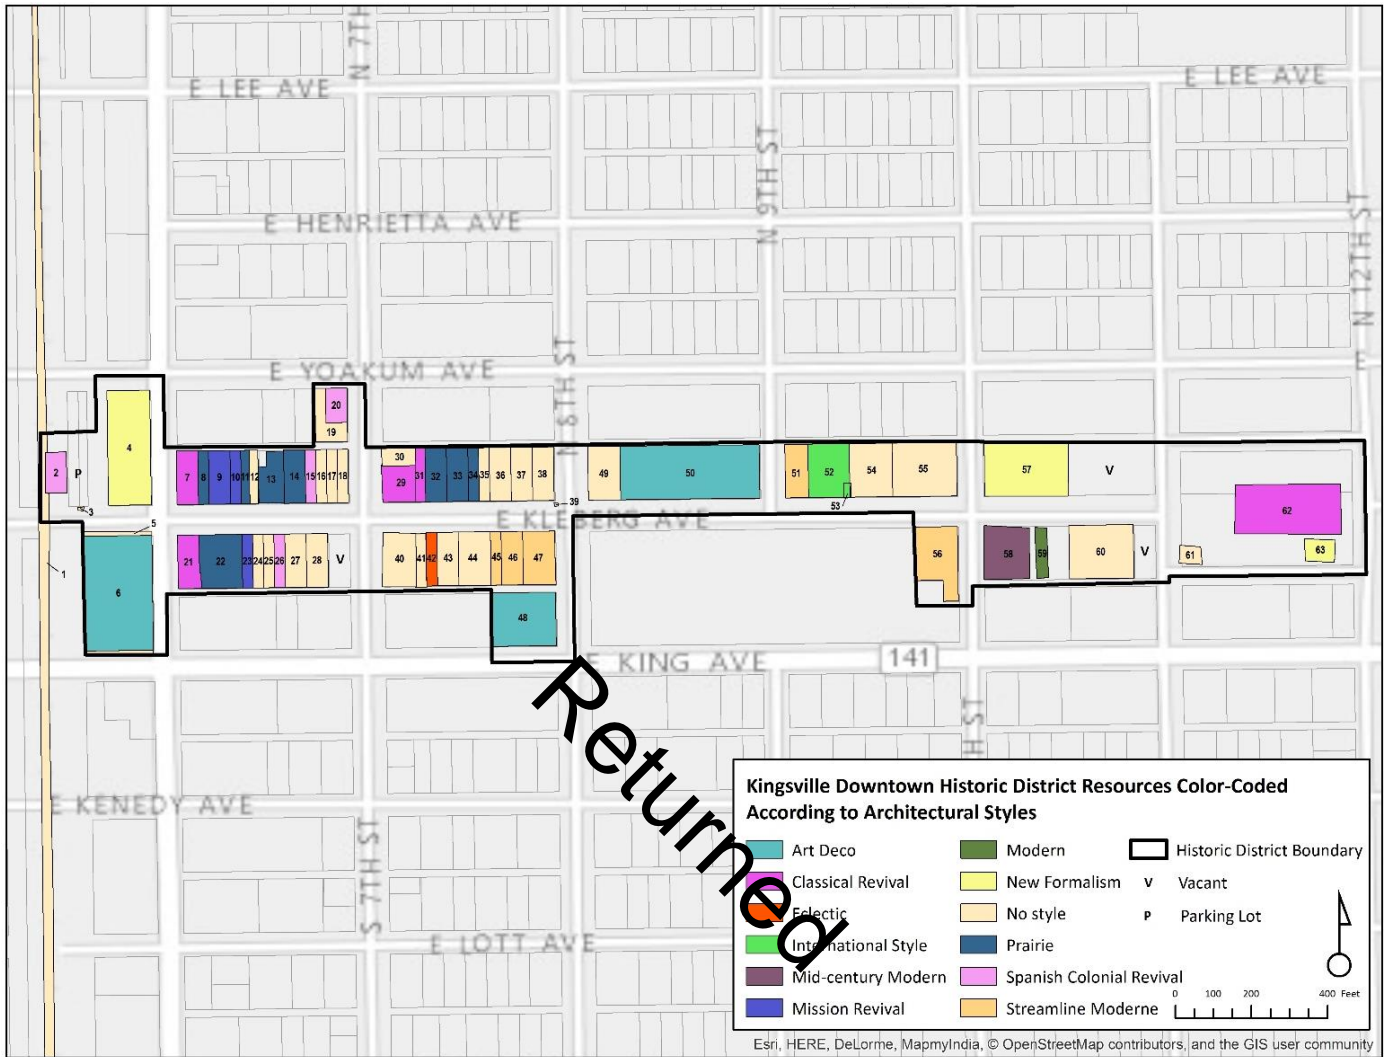 N 7TH
E LEE AVE
E LEE AVE
N 9TH ST
E HENRIETTA AVE
N 12TH ST
E YOAKUM AVE
E
N 8TH ST
20
19
4
2
P
3
5
1
6
7
8
9
10
11
12
13
14
15
16
17
18
21
22
23
24
25
26
27
28
V
30
29
31
32
33
34
35
36
37
38
39
E KLEBERG AVE
40
41
42
43
44
45
46
47
48
49
50
51
52
53
54
55
56
57
V
58
59
60
V
61
62
63
E KING AVE
141
H ST
E KENEDY AVE
S 7TH ST
E LOTT AVE
Returned
Kingsville Downtown Historic District Resources Color-Coded
According to Architectural Styles
Art Deco
Classical Revival
Eclectic
International Style
Mid-century Modern
Mission Revival
Modern
New Formalism
No style
Prairie
Spanish Colonial Revival
Streamline Moderne
Historic District Boundary
V Vacant
P Parking Lot
0 100 200 400 Feet
Esri, HERE, DeLorme, MapmyIndia, © OpenStreetMap contributors, and the GIS user community